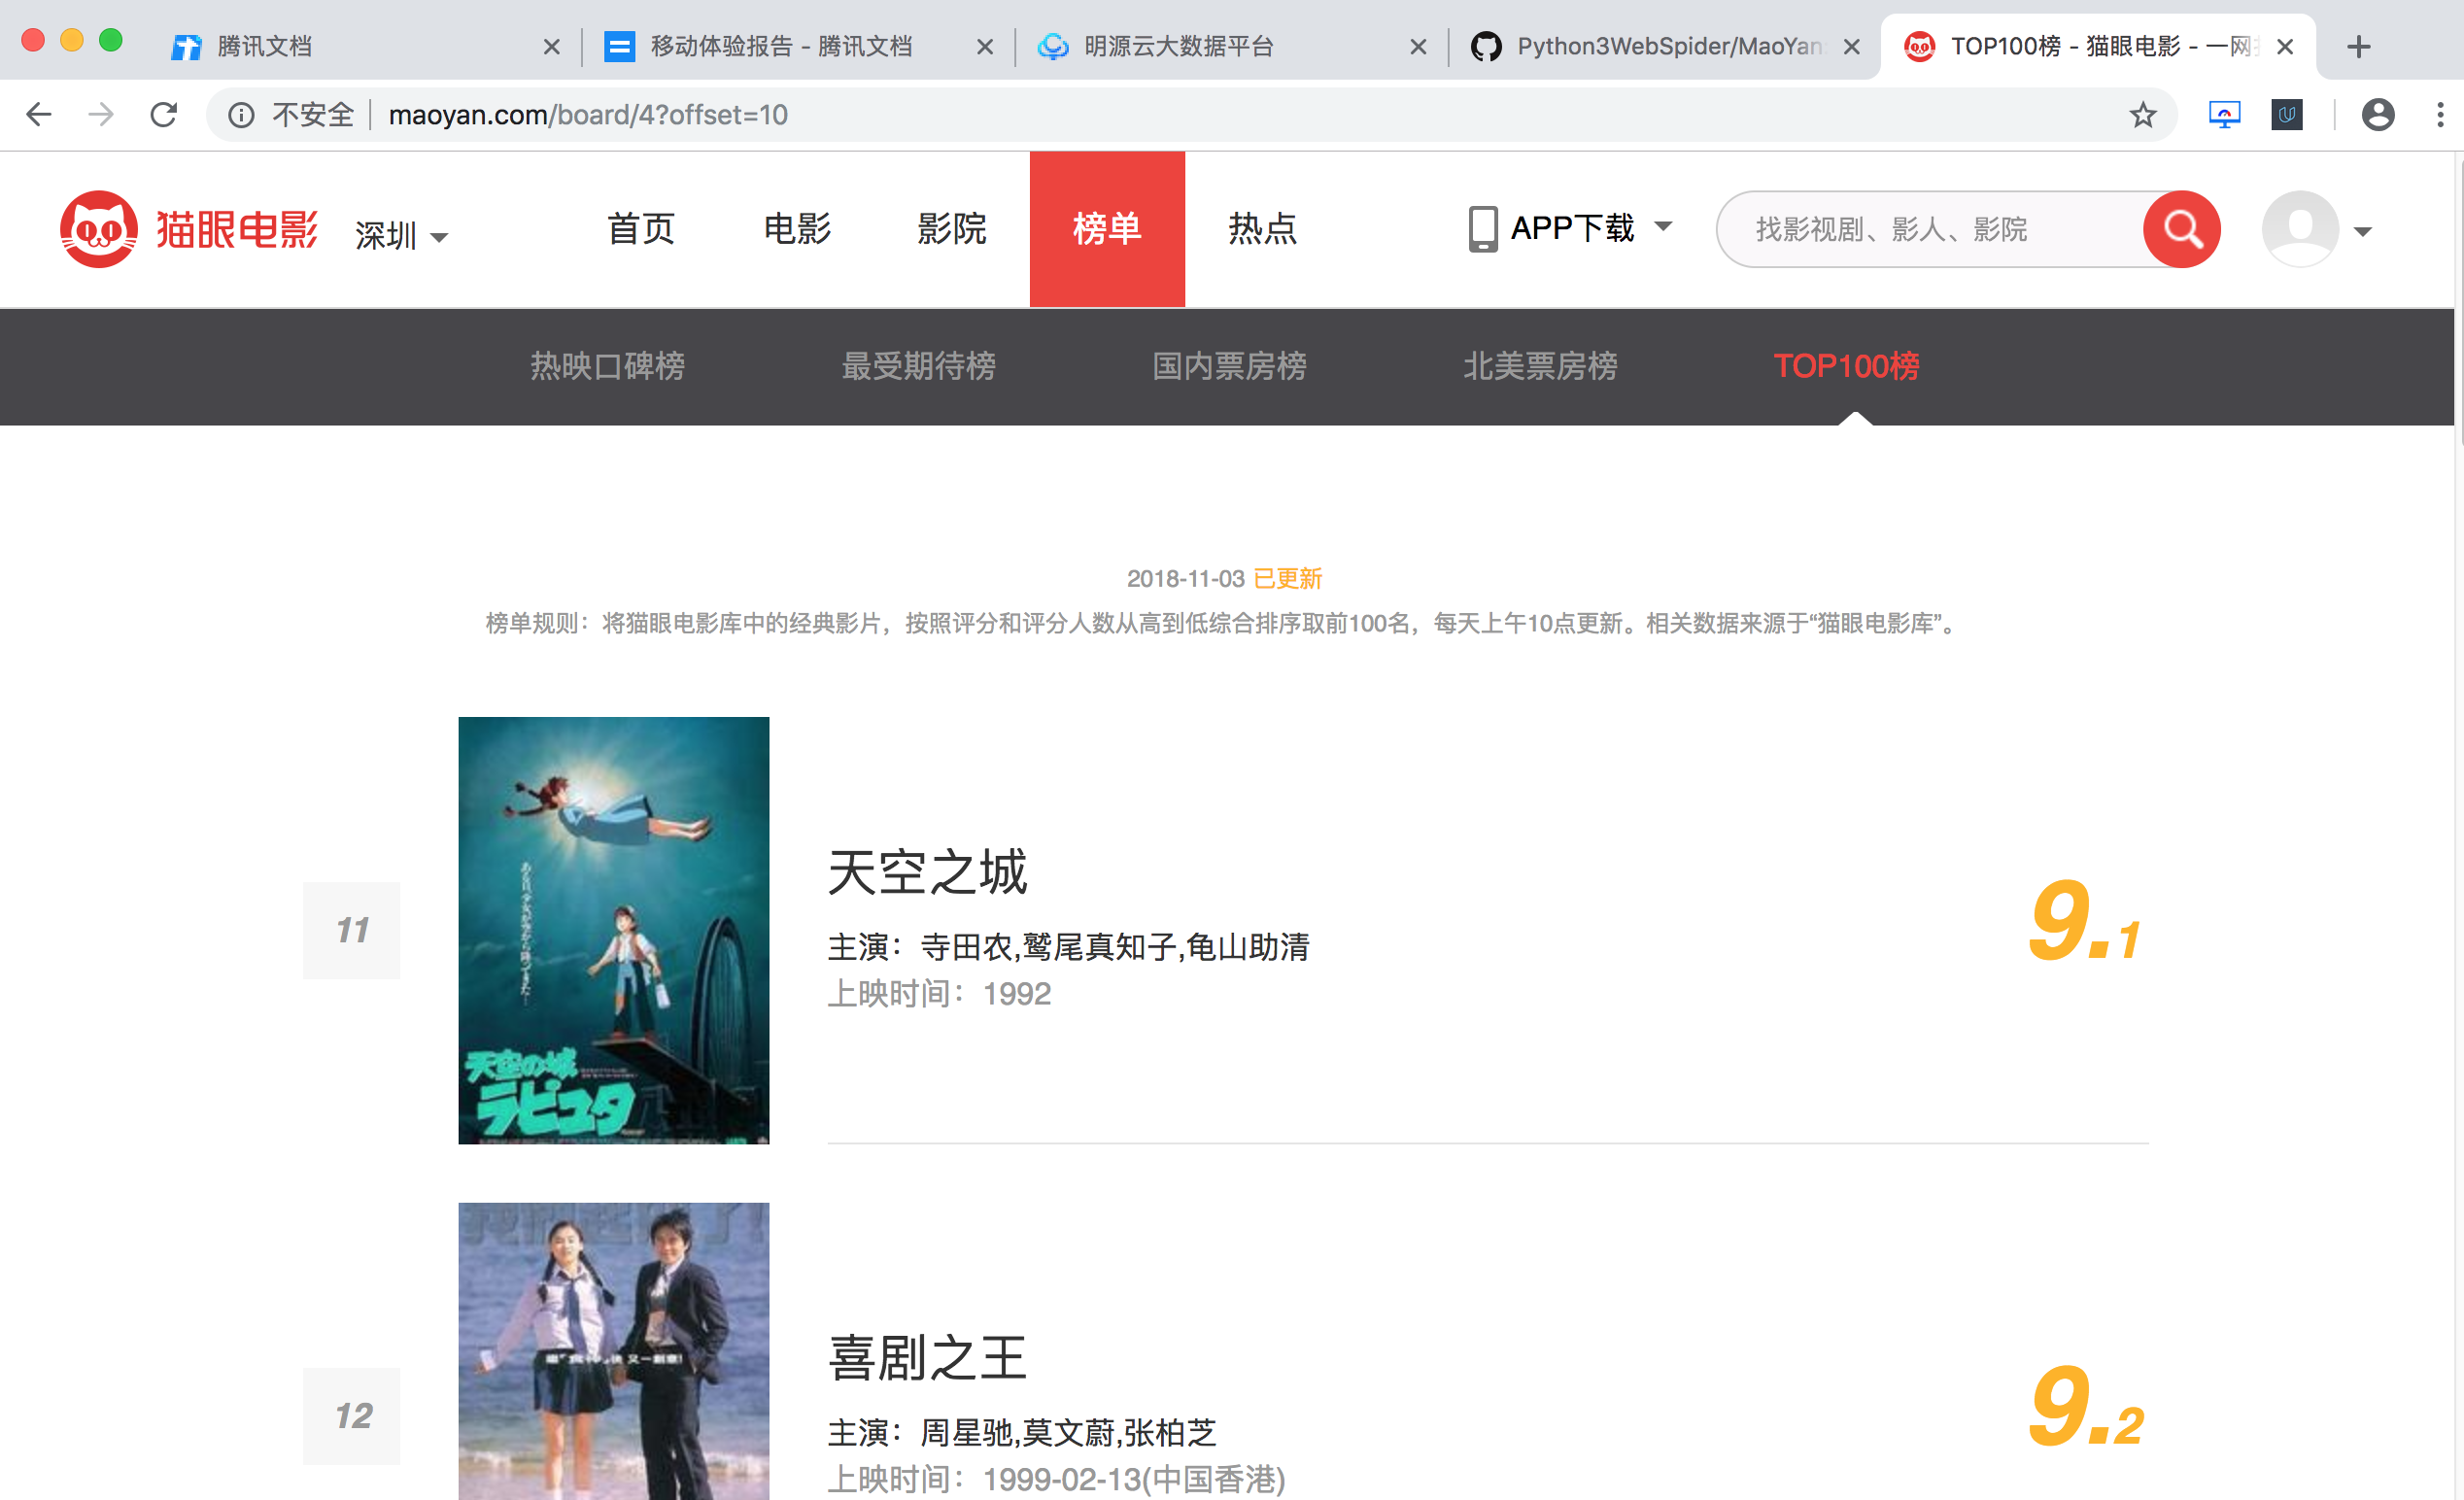 腾讯文档
移动体验报告 - 腾讯文档
明源云大数据平台
Python3WebSpider/MaoYan
TOP100榜 - 猫眼电影 - 一网
不安全 maoyan.com/board/4?offset=10
猫眼电影 深圳 首页 电影 影院 榜单 热点 APP下载 找影视剧、影人、影院
热映口碑榜 最受期待榜 国内票房榜 北美票房榜 TOP100榜
2018-11-03 已更新
榜单规则：将猫眼电影库中的经典影片，按照评分和评分人数从高到低综合排序取前100名，每天上午10点更新。相关数据来源于“猫眼电影库”。
天空の城
ラピュタ
11
天空之城
主演：寺田农,鹫尾真知子,龟山助清
上映时间：1992
9.1
12
喜剧之王
主演：周星驰,莫文蔚,张柏芝
上映时间：1999-02-13(中国香港)
9.2